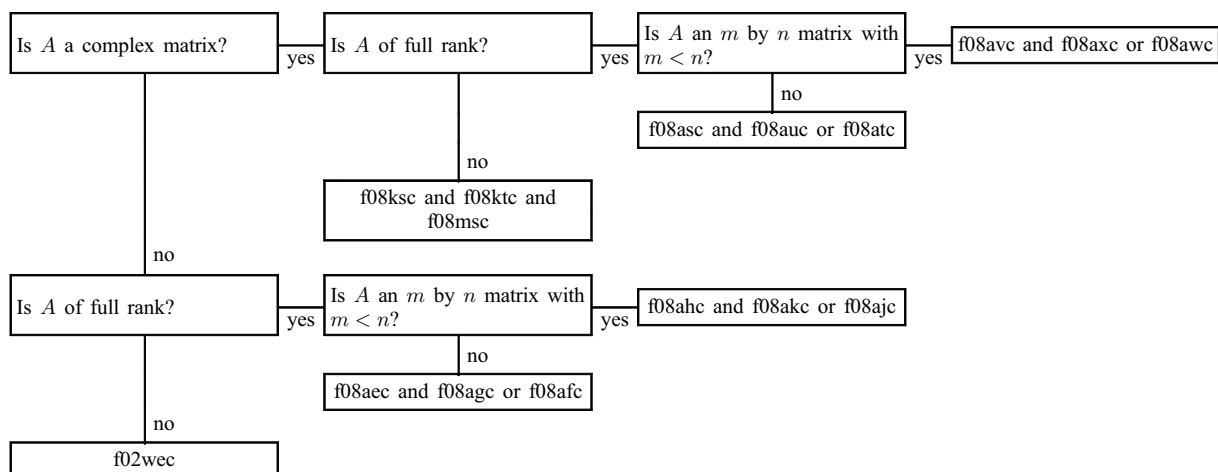 Is A a complex matrix?
yes
Is A of full rank?
yes
Is A an m by n matrix with
m < n?
yes
f08avc and f08axc or f08awc
no
f08asc and f08auc or f08atc
no
f08ksc and f08ktc and
f08msc
no
Is A of full rank?
yes
Is A an m by n matrix with
m < n?
yes
f08ahc and f08akc or f08ajc
no
f08aec and f08agc or f08afc
no
f02wec